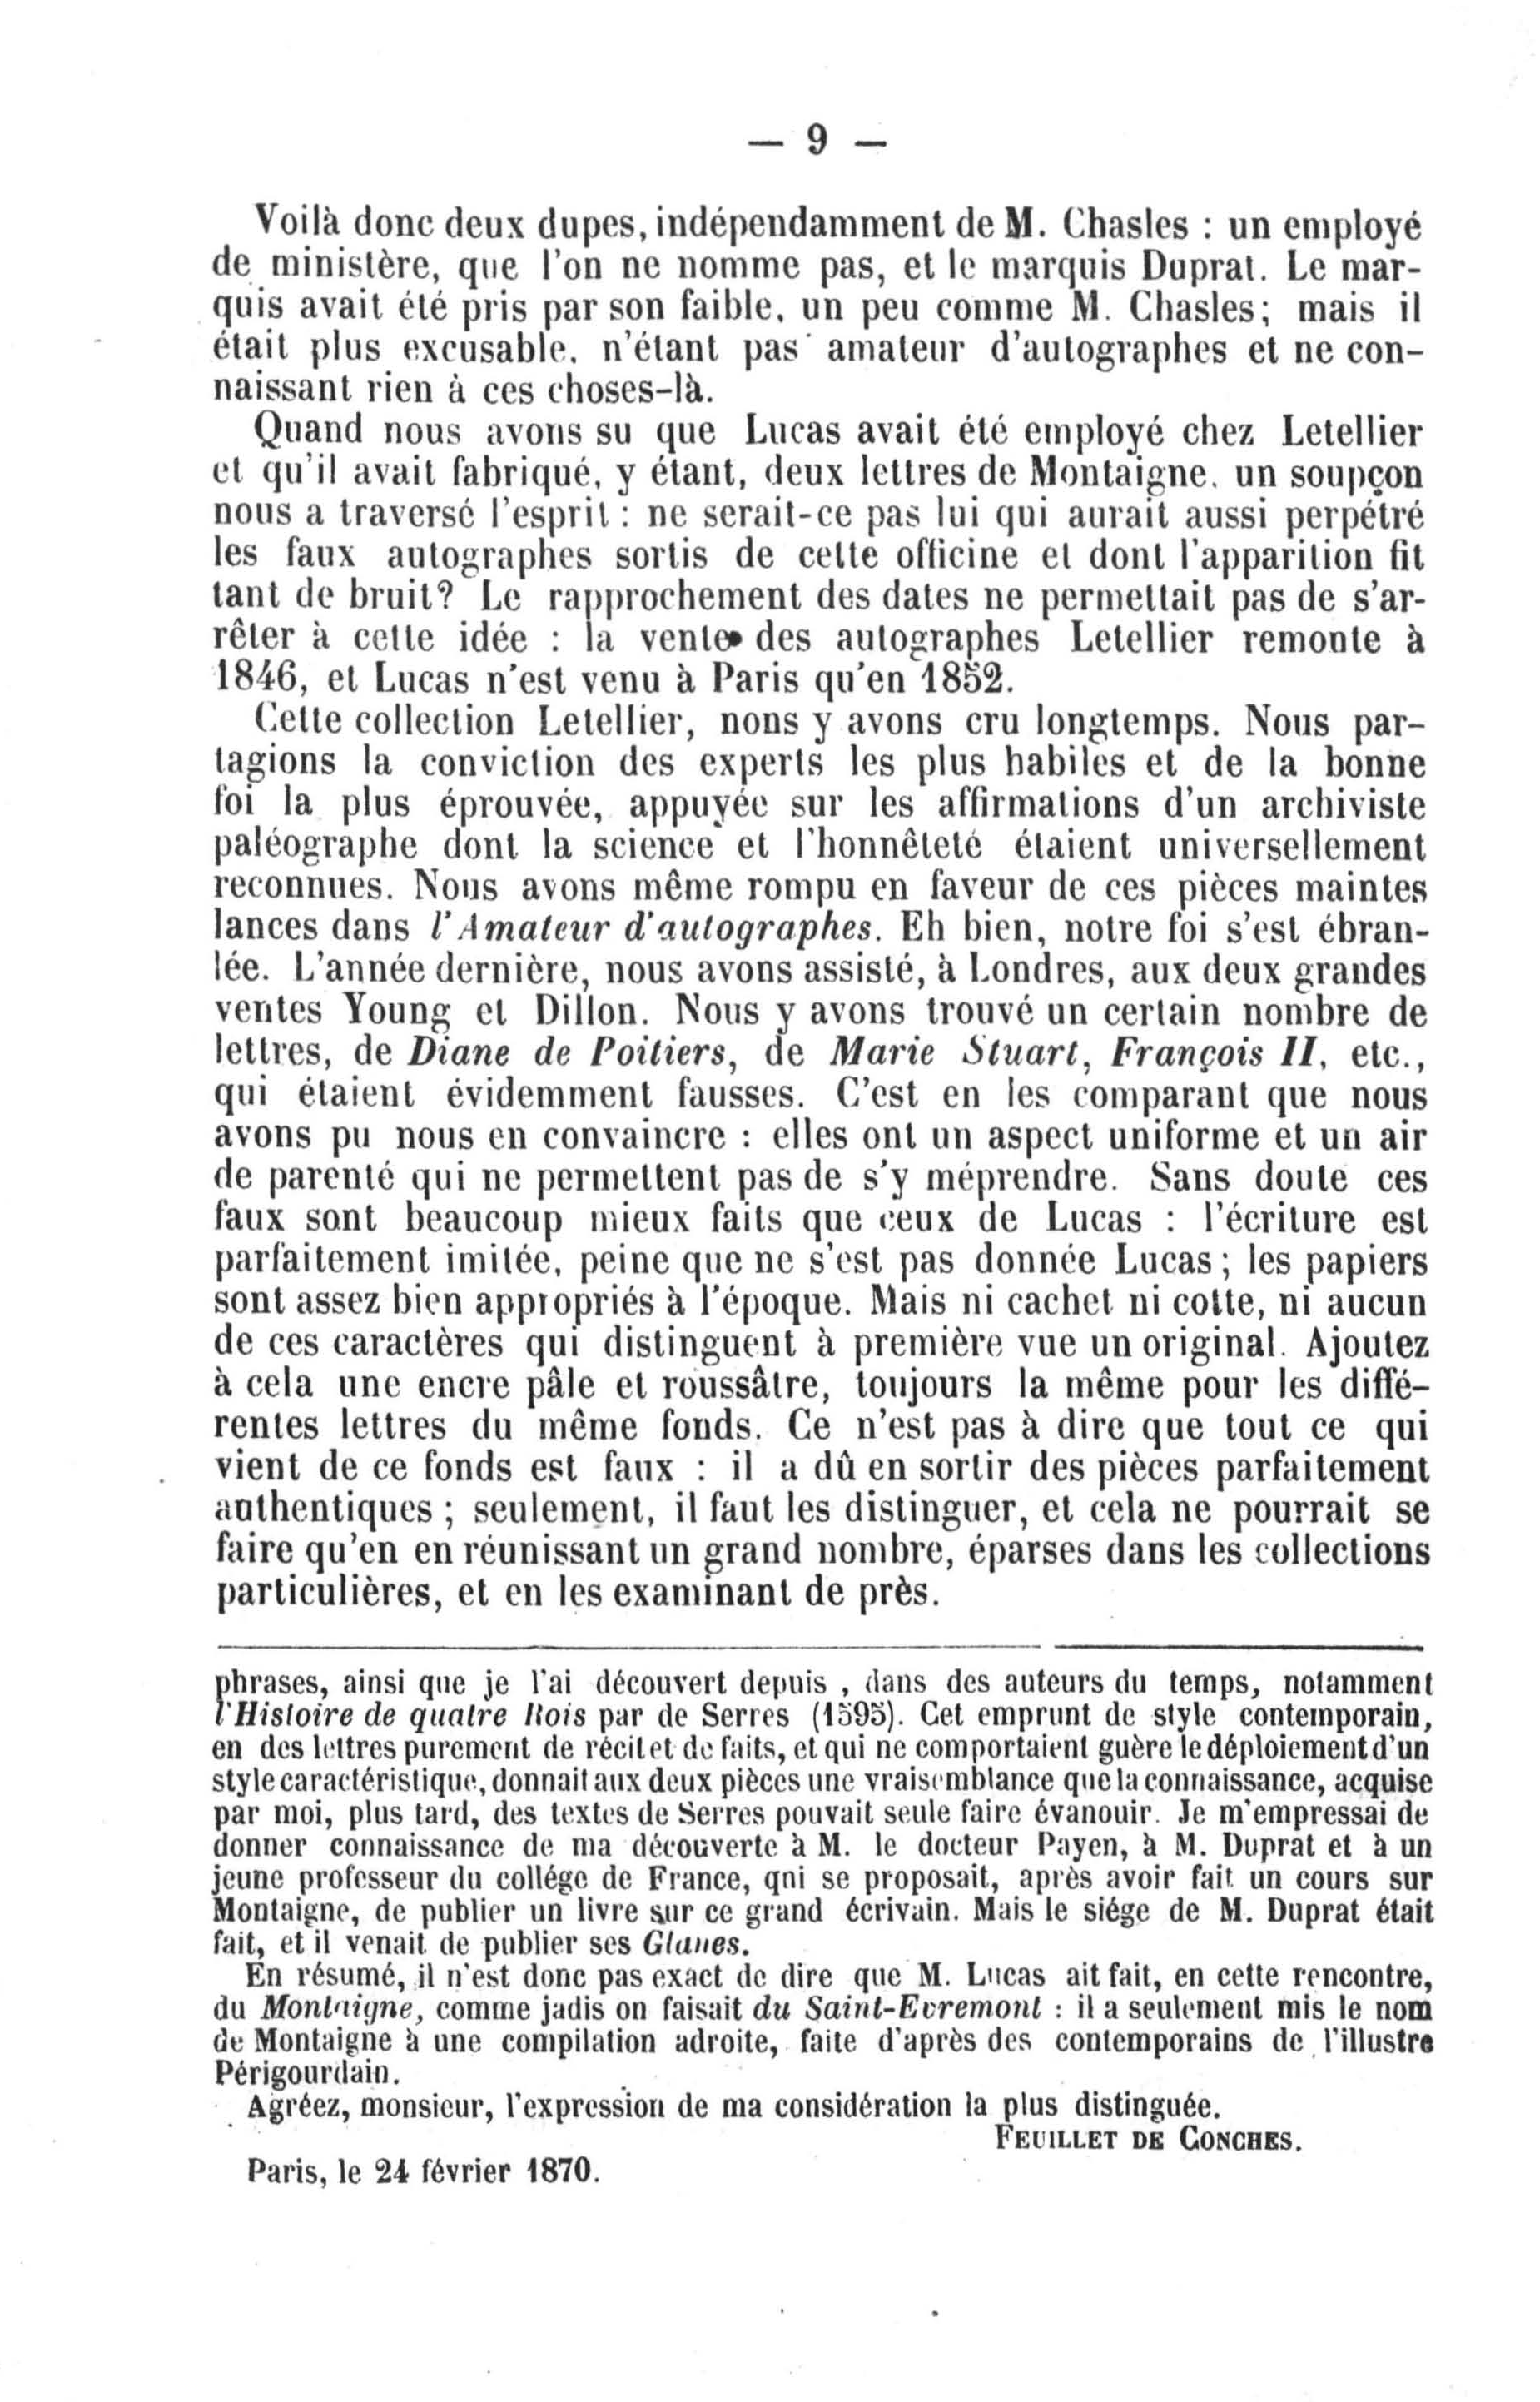 — 9 —
Voilà donc deux dupes, indépendamment de M. Chasles : un employé
de ministère, que l'on ne nomme pas, et le marquis Duprat. Le mar-
quis avait été pris par son faible, un peu comme M. Chasles; mais il
était plus excusable, n'étant pas amateur d'autographes et ne con-
naissant rien à ces choses-là.
Quand nous avons su que Lucas avait été employé chez Letellier
et qu'il avait fabriqué, y étant, deux lettres de Montaigne, un soupçon
nous a traversé l'esprit : ne serait-ce pas lui qui aurait aussi perpétré
les faux autographes sortis de cette officine et dont l'apparition fit
tant de bruit? Le rapprochement des dates ne permettait pas de s'ar-
rêter à cette idée : la vente des autographes Letellier remonte à
1846, et Lucas n'est venu à Paris qu'en 1852.
Cette collection Letellier, nons y avons cru longtemps. Nous par-
tagions la conviction des experts les plus habiles et de la bonne
foi la plus éprouvée, appuyée sur les affirmations d'un archiviste
paléographe dont la science et l'honnêteté étaient universellement
reconnues. Nous avons même rompu en faveur de ces pièces maintes
lances dans l'Amateur d'autographes. Eh bien, notre foi s'est ébran-
lée. L'année dernière, nous avons assisté, à Londres, aux deux grandes
ventes Young et Dillon. Nous y avons trouvé un certain nombre de
lettres, de Diane de Poitiers, de Marie Stuart, François II, etc.,
qui étaient évidemment fausses. C'est en les comparant que nous
avons pu nous en convaincre : elles ont un aspect uniforme et un air
de parenté qui ne permettent pas de s'y méprendre. Sans doute ces
faux sont beaucoup mieux faits que ceux de Lucas : l'écriture est
parfaitement imitée, peine que ne s'est pas donnée Lucas; les papiers
sont assez bien appropriés à l'époque. Mais ni cachet ni cotte, ni aucun
de ces caractères qui distinguent à première vue un original. Ajoutez
à cela une encre pâle et roussâtre, toujours la même pour les diffé-
rentes lettres du même fonds. Ce n'est pas à dire que tout ce qui
vient de ce fonds est faux : il a dû en sortir des pièces parfaitement
authentiques; seulement, il faut les distinguer, et cela ne pourrait se
faire qu'en en réunissant un grand nombre, éparses dans les collections
particulières, et en les examinant de près.
phrases, ainsi que je l'ai découvert depuis, dans des auteurs du temps, notamment
l'Histoire de quatre Rois par de Serres (1595). Cet emprunt de style contemporain,
en des lettres purement de récit et de faits, et qui ne comportaient guère le déploiement d'un
style caractéristique, donnait aux deux pièces une vraisemblance que la connaissance, acquise
par moi, plus tard, des textes de Serres pouvait seule faire évanouir. Je m'empressai de
donner connaissance de ma découverte à M. le docteur Payen, à M. Duprat et à un
jeune professeur du collége de France, qni se proposait, après avoir fait un cours sur
Montaigne, de publier un livre sur ce grand écrivain. Mais le siége de M. Duprat était
fait, et il venait de publier ses Glanes.
En résumé, il n'est donc pas exact de dire que M. Lucas ait fait, en cette rencontre,
du Montaigne, comme jadis on faisait du Saint-Evremont : il a seulement mis le nom
de Montaigne à une compilation adroite, faite d'après des contemporains de l'illustre
Périgourdain.
Agréez, monsieur, l'expression de ma considération la plus distinguée.
FEUILLET DE CONCHES.
Paris, le 24 février 1870.